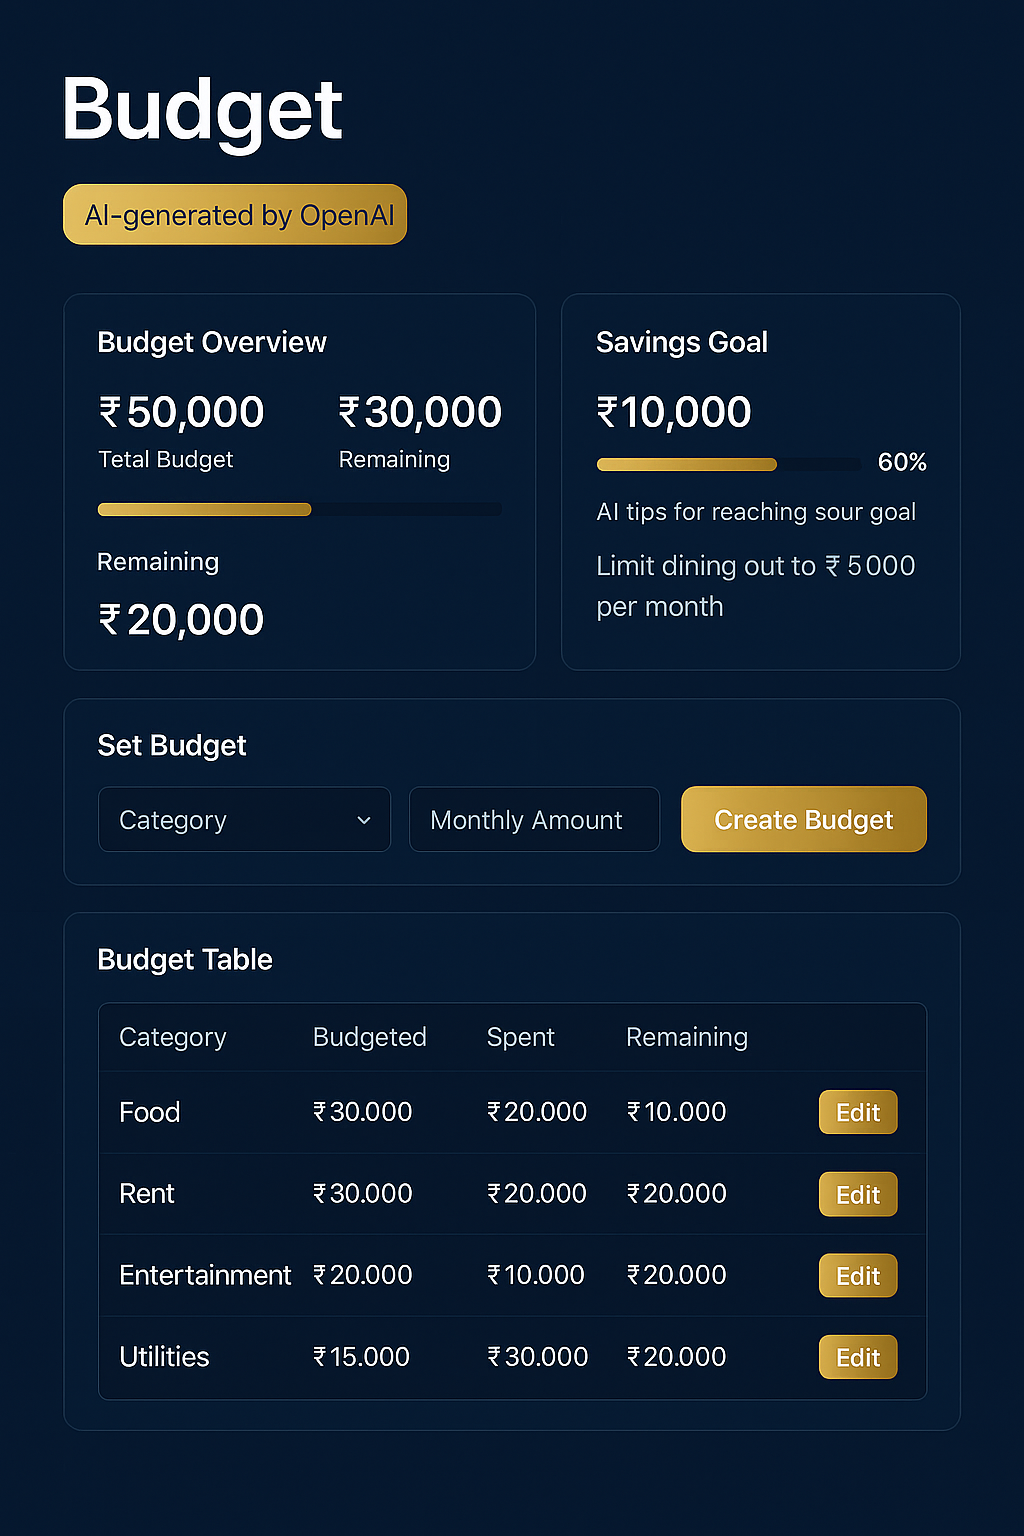 Budget
AI-generated by OpenAI
Budget Overview
₹50,000 ₹30,000
Tetal Budget Remaining
Remaining
₹20,000
Savings Goal
₹10,000
60%
AI tips for reaching sour goal
Limit dining out to ₹ 5000
per month
Set Budget
Category Monthly Amount Create Budget
Budget Table
Category Budgeted Spent Remaining
Food ₹30.000 ₹20.000 ₹10.000 Edit
Rent ₹30.000 ₹20.000 ₹20.000 Edit
Entertainment ₹20.000 ₹10.000 ₹20.000 Edit
Utilities ₹15.000 ₹30.000 ₹20.000 Edit